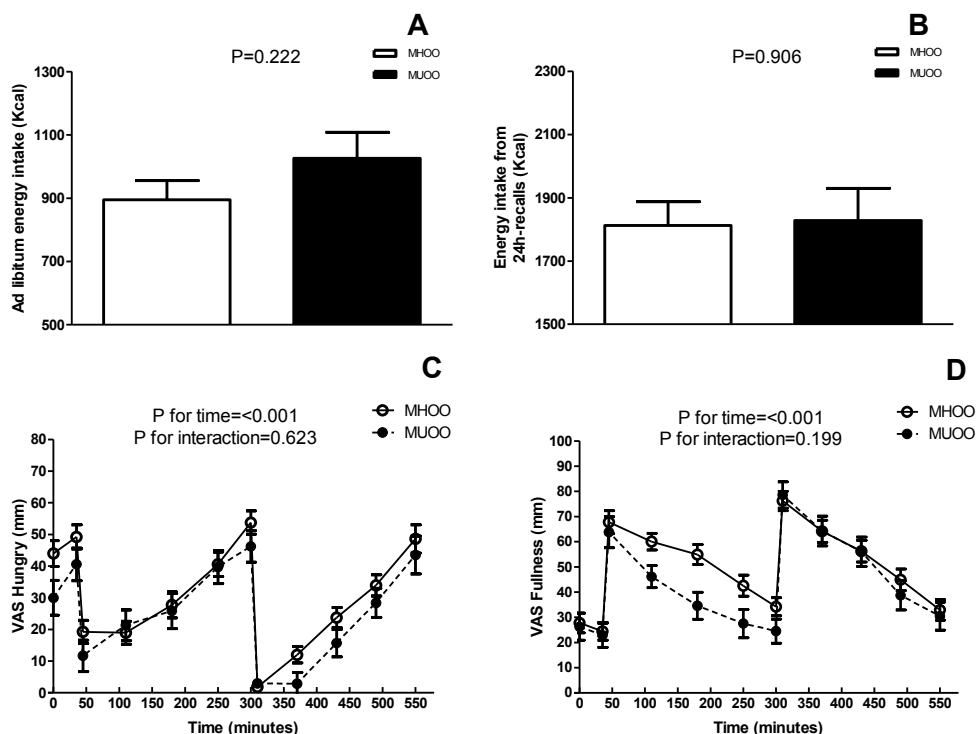 A
P=0.222
MHOO
MUOO
Ad libitum energy intake (Kcal)
1300
1100
900
700
500
B
P=0.906
MHOO
MUOO
Energy intake from
24h-recalls (Kcal)
2300
2100
1900
1700
1500
C
P for time=<0.001
P for interaction=0.623
MHOO
MUOO
VAS Hungry (mm)
80
70
60
50
40
30
20
10
0
0 50 100 150 200 250 300 350 400 450 500 550
Time (minutes)
D
P for time=<0.001
P for interaction=0.199
MHOO
MUOO
VAS Fullness (mm)
100
90
80
70
60
50
40
30
20
10
0
0 50 100 150 200 250 300 350 400 450 500 550
Time (minutes)